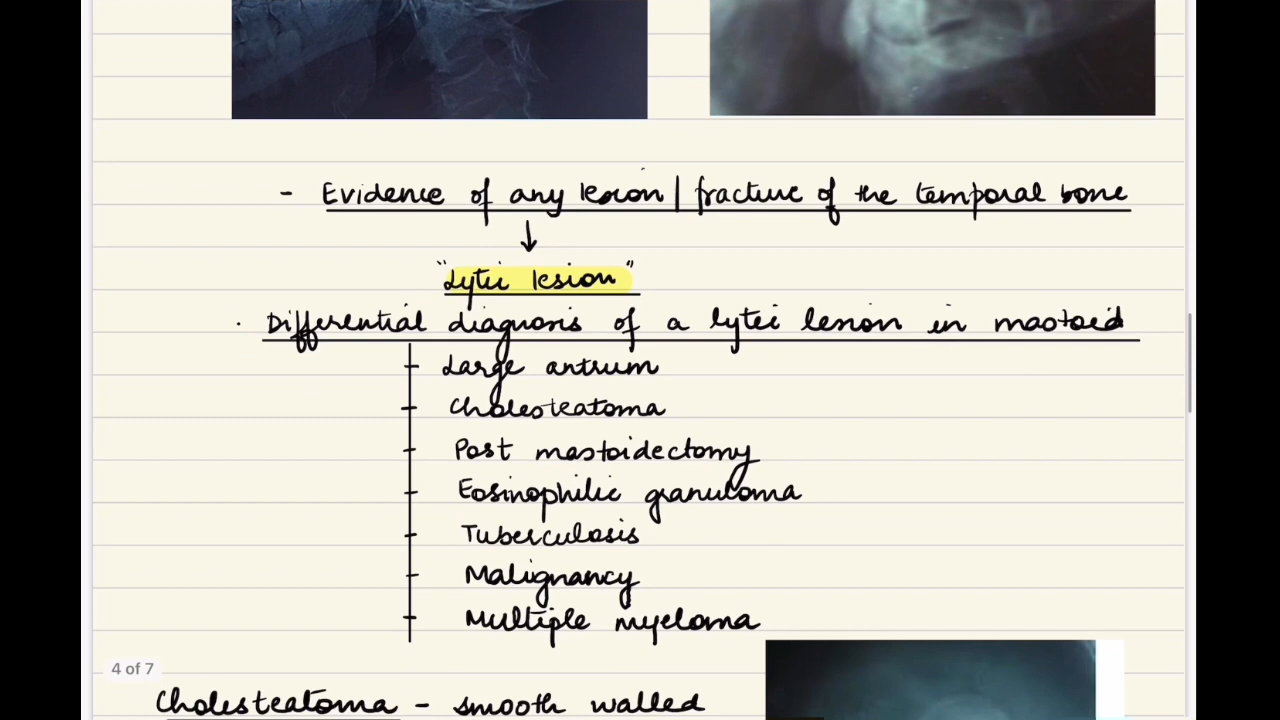 - Evidence of any lesion | fracture of the temporal bone
↓
"Lytic lesion"
. Differential diagnosis of a lytic lesion in mastoid
- Large antrum
- Cholesteatoma
- Post mastoidectomy
- Eosinophilic granuloma
- Tuberculosis
- Malignancy
- Multiple myeloma
4 of 7
Cholesteatoma - smooth walled